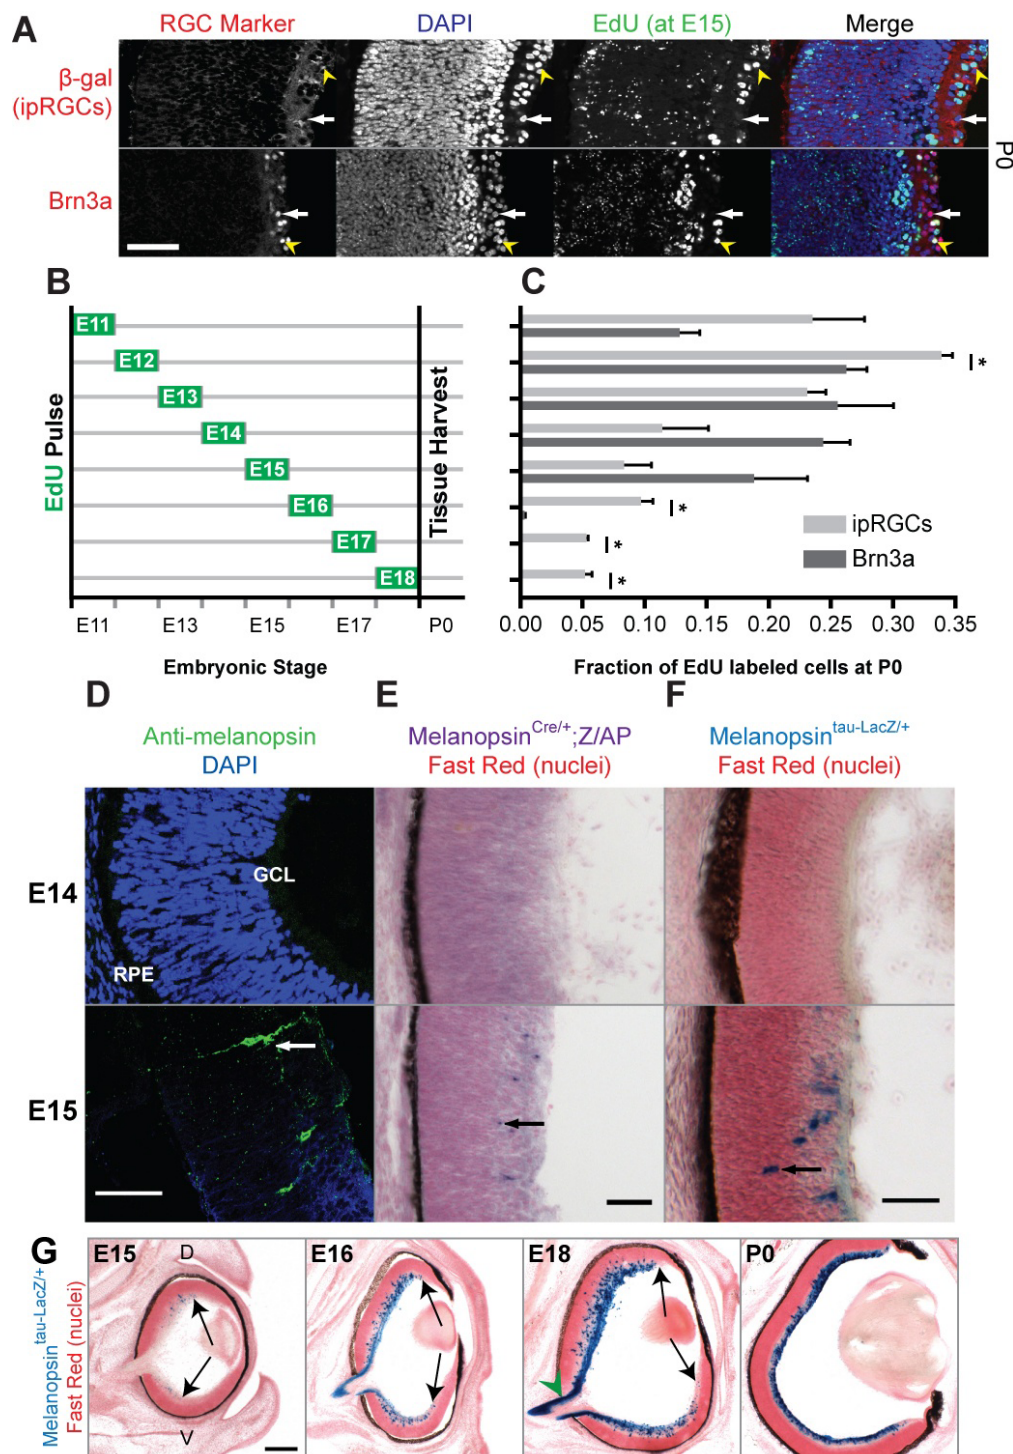 A
RGC Marker DAPI EdU (at E15) Merge
β-gal
(ipRGCs)
Brn3a
P0
B
EdU Pulse
E11
E12
E13
E14
E15
E16
E17
E18
Tissue Harvest
E11 E13 E15 E17 P0
Embryonic Stage
C
*
*
*
*
ipRGCs
Brn3a
0.00 0.05 0.10 0.15 0.20 0.25 0.30 0.35
Fraction of EdU labeled cells at P0
D
Anti-melanopsin
DAPI
E
Melanopsin^Cre/+;Z/AP
Fast Red (nuclei)
F
Melanopsin^tau-LacZ/+
Fast Red (nuclei)
E14
GCL
RPE
E15
G
Melanopsin^tau-LacZ/+
Fast Red (nuclei)
E15 D
V
E16
E18
P0